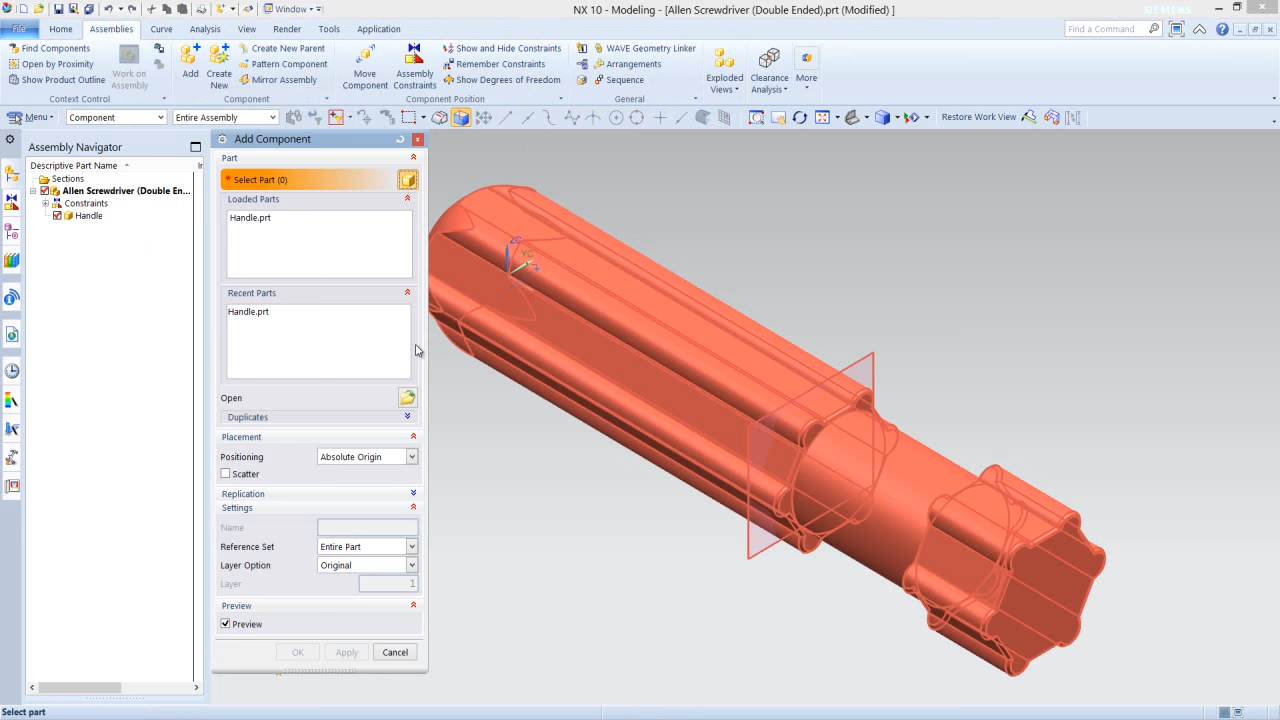 NX 10 - Modeling - [Allen Screwdriver (Double Ended).prt (Modified) ]
SIEMENS
Window
File
Home
Assemblies
Curve
Analysis
View
Render
Tools
Application
Find a Command
Find Components
Open by Proximity
Show Product Outline
Work on
Assembly
Context Control
Add
Create
New
Create New Parent
Pattern Component
Mirror Assembly
Component
Move
Component
Assembly
Constraints
Show and Hide Constraints
Remember Constraints
Show Degrees of Freedom
Component Position
WAVE Geometry Linker
Arrangements
Sequence
General
Exploded
Views
Clearance
Analysis
More
Menu
Component
Entire Assembly
Restore Work View
Assembly Navigator
Descriptive Part Name
Ir
Sections
Allen Screwdriver (Double En...
Constraints
Handle
Add Component
Part
* Select Part (0)
Loaded Parts
Handle.prt
Recent Parts
Handle.prt
Open
Duplicates
Placement
Positioning
Absolute Origin
Scatter
Replication
Settings
Name
Reference Set
Entire Part
Layer Option
Original
Layer
1
Preview
Preview
OK
Apply
Cancel
ZC
YC
Select part